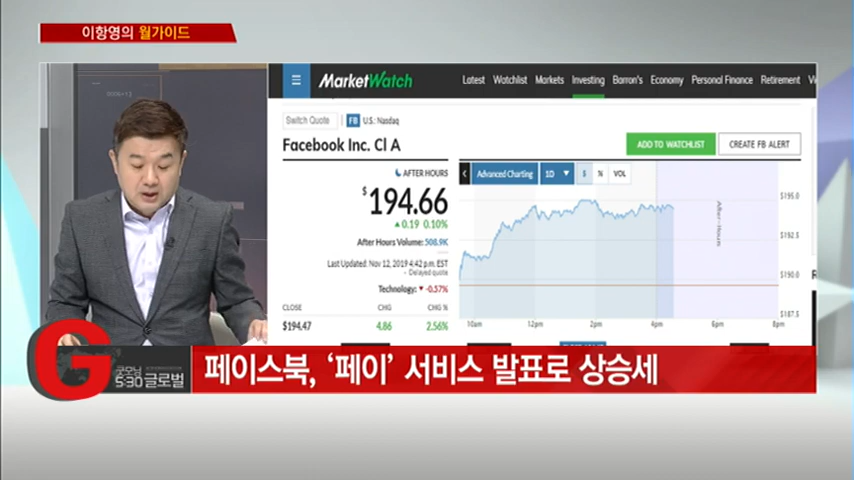 이항영의 월가이드
MarketWatch
Latest Watchlist Markets Investing Barron's Economy Personal Finance Retirement
Switch Quote FB U.S.: Nasdaq
Facebook Inc. Cl A
ADD TO WATCHLIST CREATE FB ALERT
AFTER HOURS
$194.66
0.19 0.10%
After Hours Volume: 508.9K
Last Updated: Nov 12, 2019 4:42 p.m. EST
- Delayed quote
Technology: -0.57%
CLOSE CHG CHG %
$194.47 4.86 2.56%
Advanced Charting 1D $ % VOL
After-Hours
195.0
192.5
190.0
187.5
10am 12pm 2pm 4pm 6pm 8pm
G 굿모닝
5:30 글로벌
페이스북, ‘페이’ 서비스 발표로 상승세